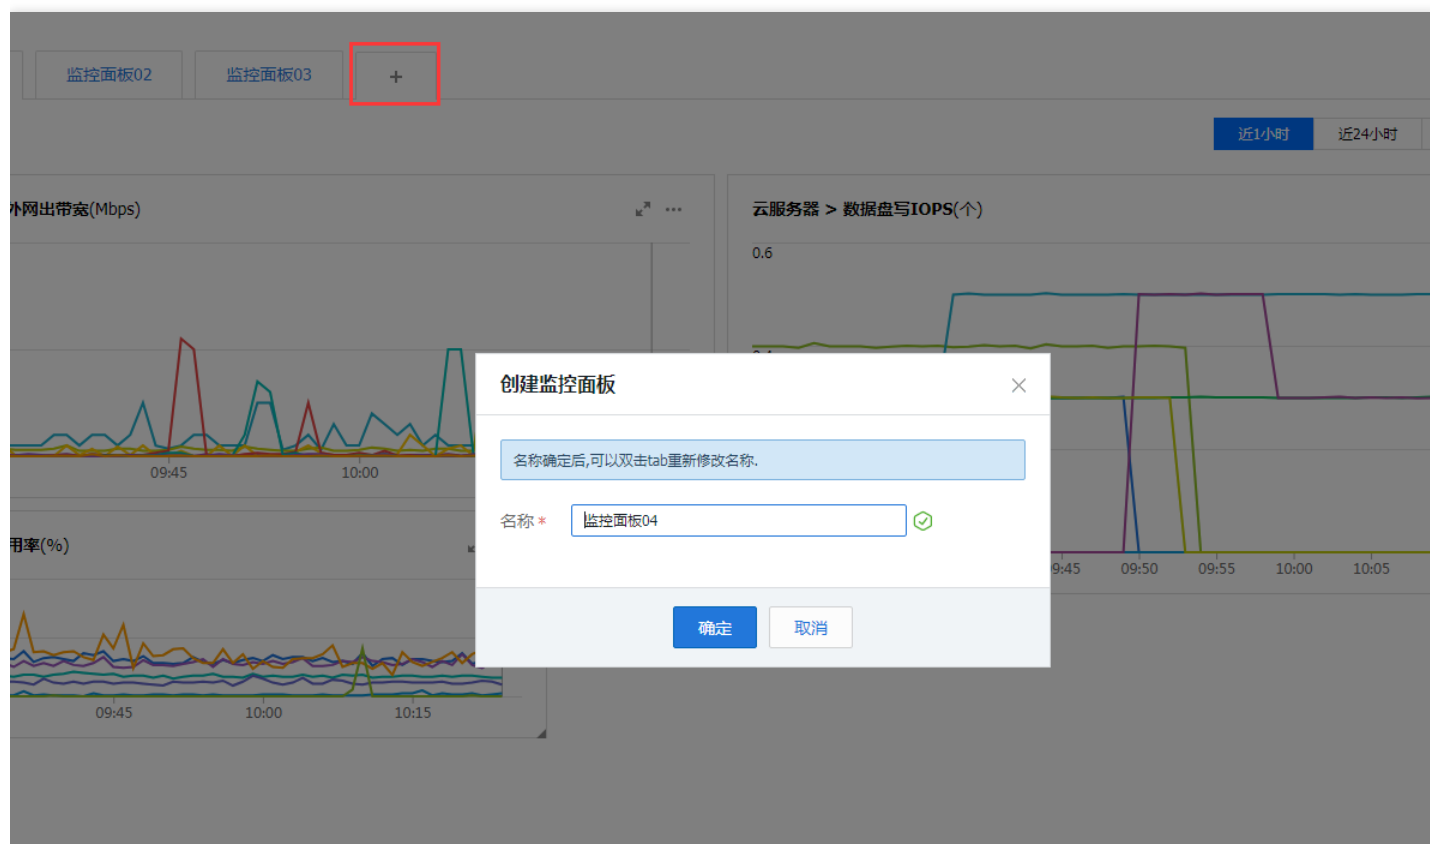 监控面板02
监控面板03
+
近1小时
近24小时
外网出带宽(Mbps)
云服务器 > 数据盘写IOPS(个)
0.6
创建监控面板
名称确定后,可以双击tab重新修改名称.
09:45
10:00
名称 *
监控面板04
用率(%)
9:45
09:50
09:55
10:00
10:05
确定
取消
09:45
10:00
10:15